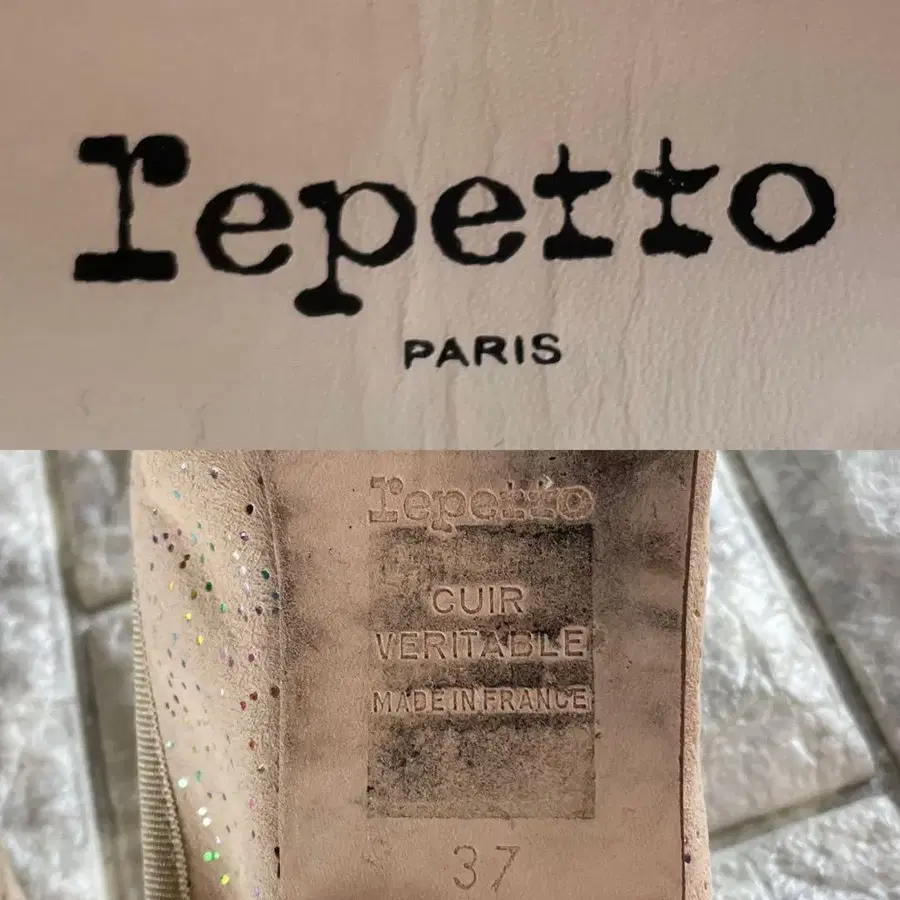 repetto
PARIS
repetto
CUIR
VERITABLE
MADE IN FRANCE
37